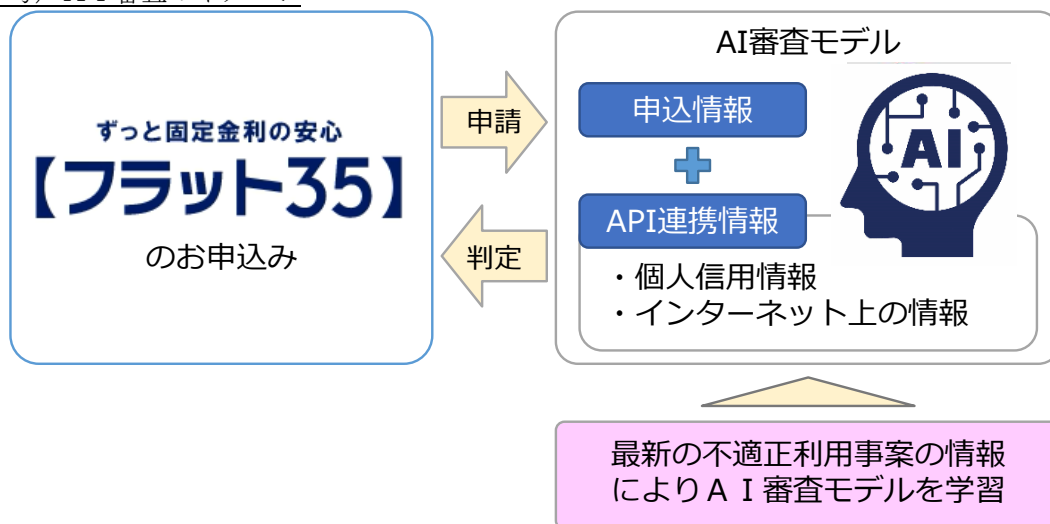 AI審査モデル
ずっと固定金利の安心
【フラット35】
のお申込み
申請
判定
申込情報
API連携情報
・個人信用情報
・インターネット上の情報
AI
最新の不適正利用事案の情報
によりAI審査モデルを学習